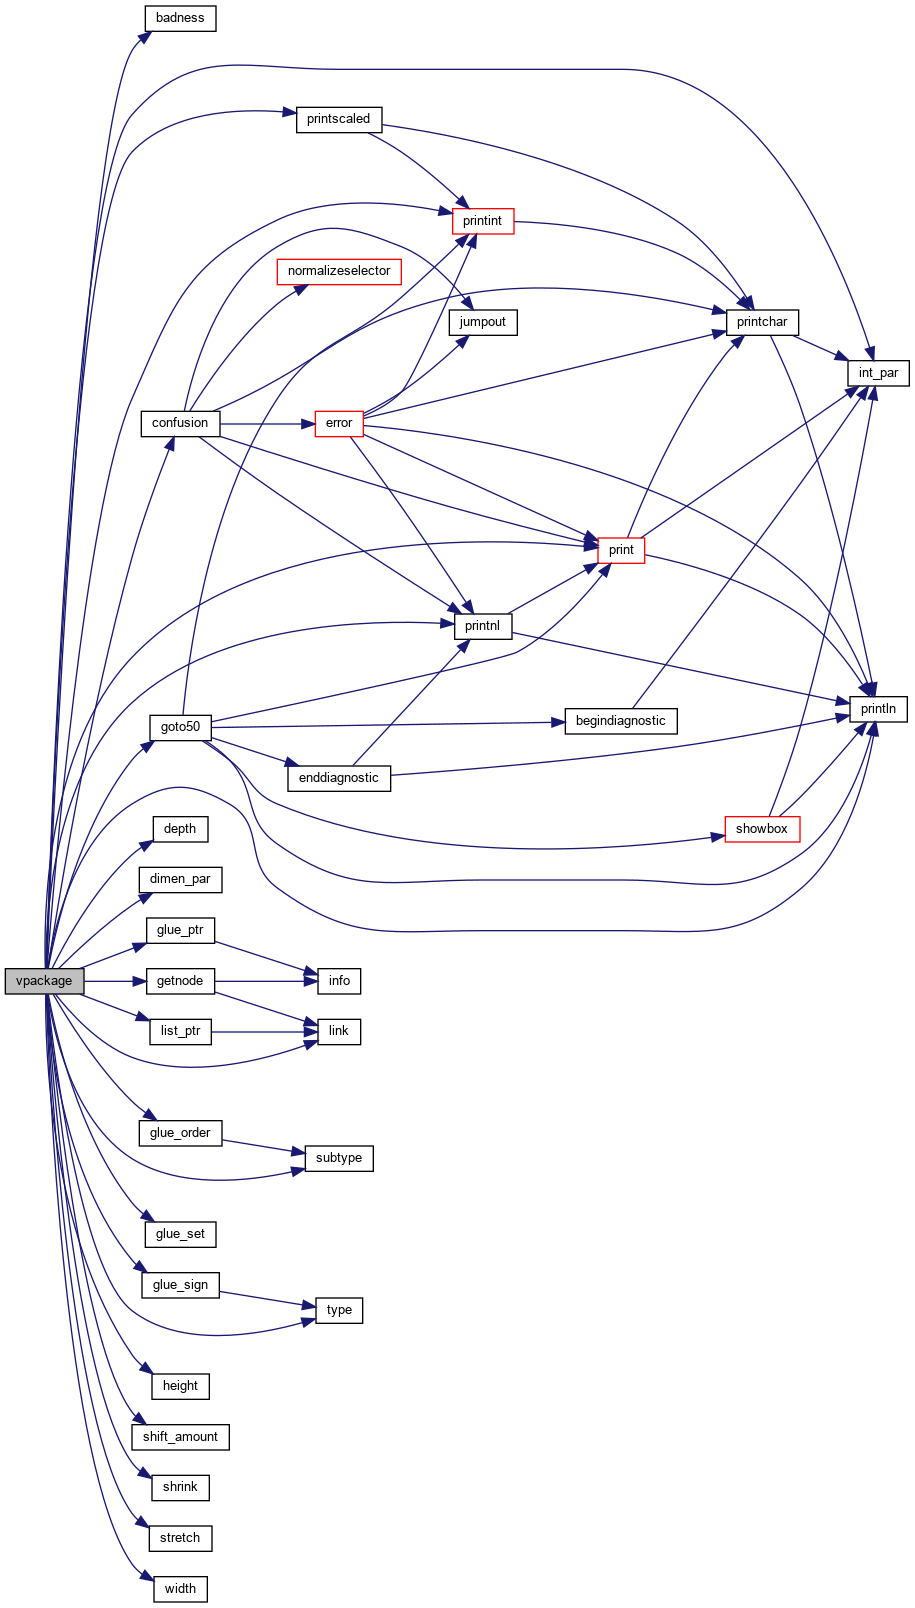 badness
printscaled
printint
normalizeselector
jumpout
printchar
int_par
confusion
error
print
printnl
println
goto50
begindiagnostic
enddiagnostic
showbox
depth
dimen_par
glue_ptr
vpackage
getnode
info
list_ptr
link
glue_order
subtype
glue_set
glue_sign
type
height
shift_amount
shrink
stretch
width